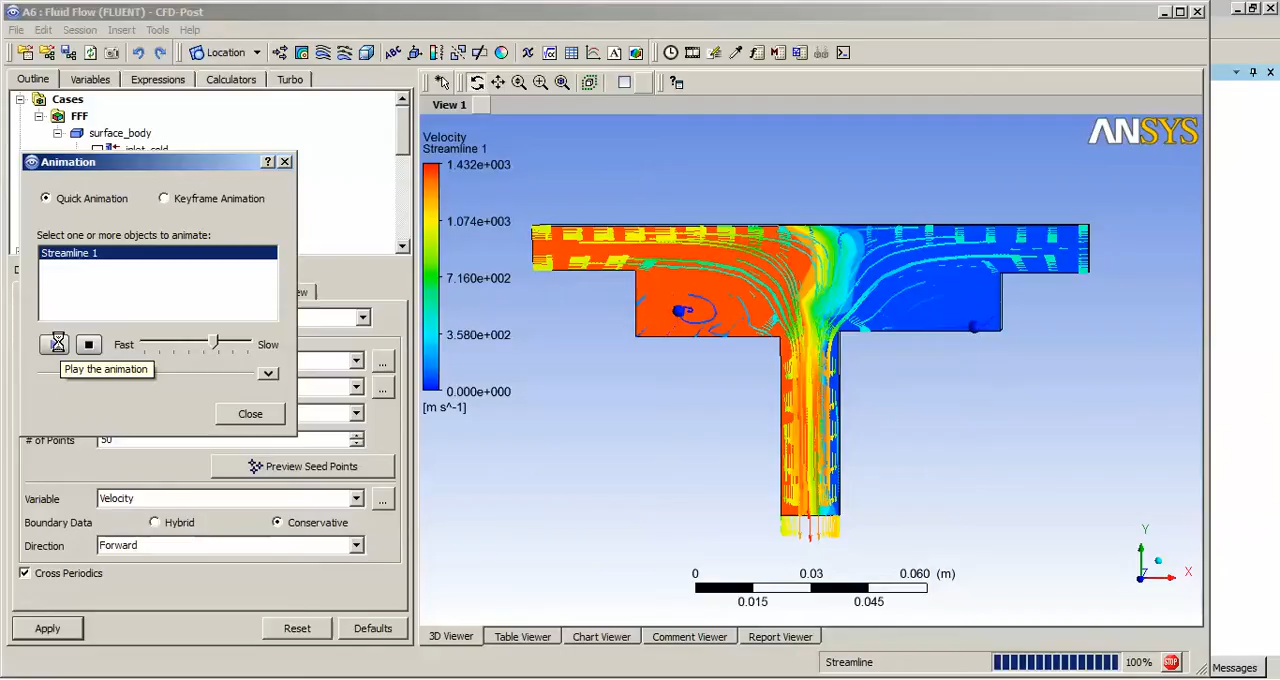 A6 : Fluid Flow (FLUENT) - CFD-Post
File Edit Session Insert Tools Help
Location
Outline Variables Expressions Calculators Turbo
Cases
FFF
surface_body
Animation
Quick Animation Keyframe Animation
Select one or more objects to animate:
Streamline 1
Fast Slow
Play the animation
Close
# of Points 50
Preview Seed Points
Variable Velocity
Boundary Data Hybrid Conservative
Direction Forward
Cross Periodics
Apply Reset Defaults
View 1
ANSYS
Velocity
Streamline 1
1.432e+003
1.074e+003
7.160e+002
3.580e+002
0.000e+000
[m s^-1]
Y
X
Z
0 0.03 0.060 (m)
0.015 0.045
3D Viewer Table Viewer Chart Viewer Comment Viewer Report Viewer
Streamline 100% STOP
Messages